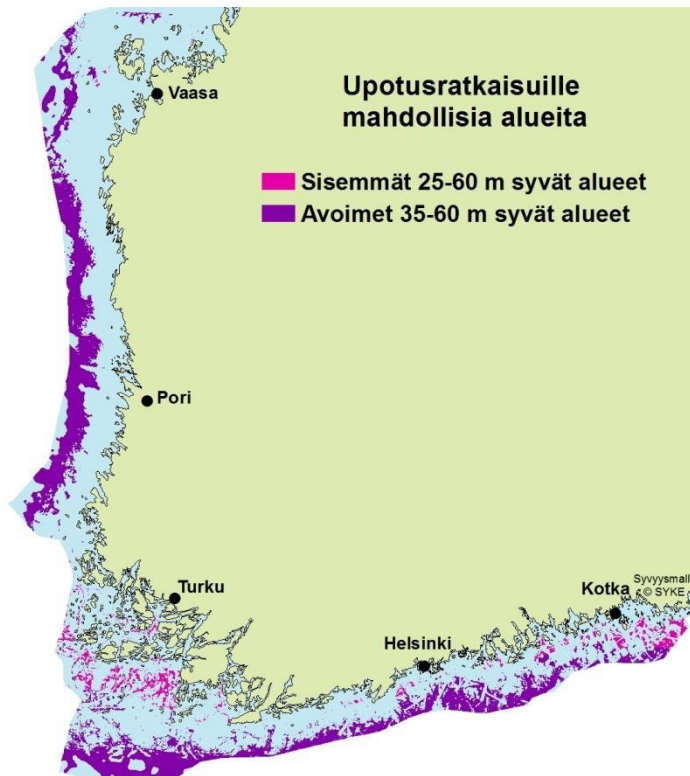 Upotusratkaisuille
mahdollisia alueita
Sisemmät 25-60 m syvät alueet
Avoimet 35-60 m syvät alueet
Vaasa
Pori
Turku
Helsinki
Kotka
Syvyysmall
© SYKE